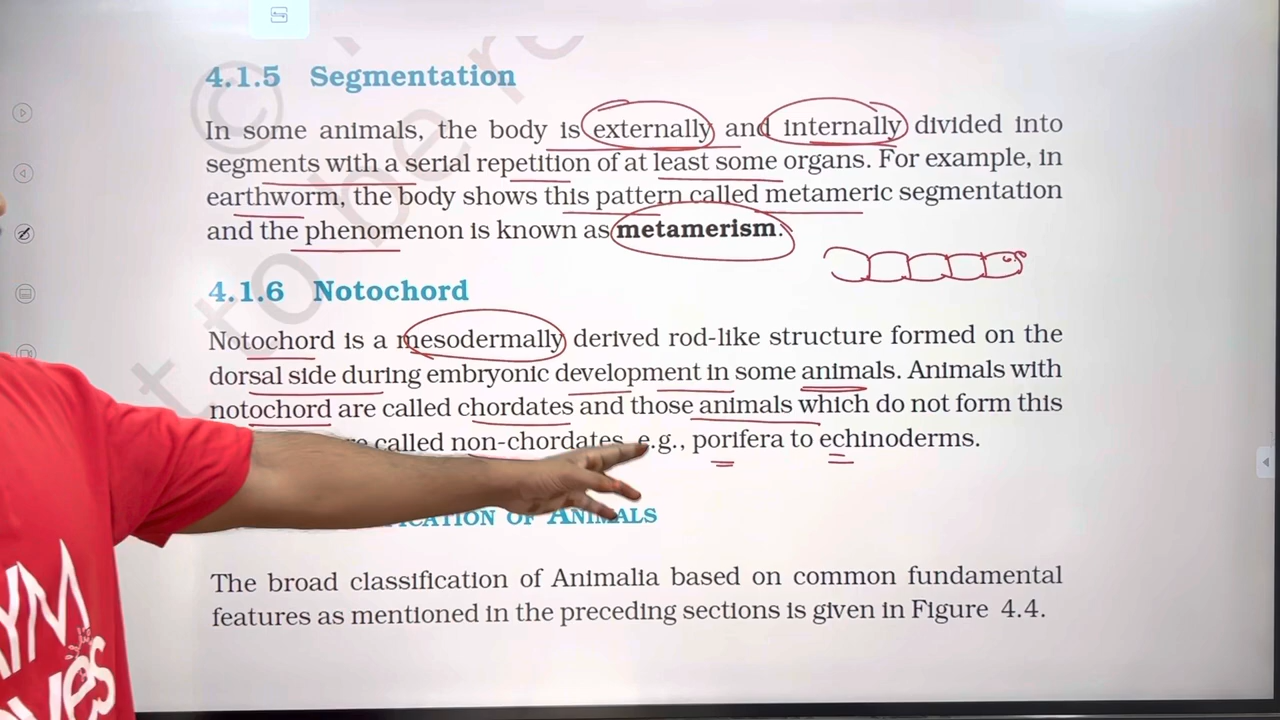 4.1.5 Segmentation
In some animals, the body is externally and internally divided into
segments with a serial repetition of at least some organs. For example, in
earthworm, the body shows this pattern called metameric segmentation
and the phenomenon is known as metamerism.
4.1.6 Notochord
Notochord is a mesodermally derived rod-like structure formed on the
dorsal side during embryonic development in some animals. Animals with
notochord are called chordates and those animals which do not form this
called non-chordates, e.g., porifera to echinoderms.
OF ANIMALS
The broad classification of Animalia based on common fundamental
features as mentioned in the preceding sections is given in Figure 4.4.
© to be re